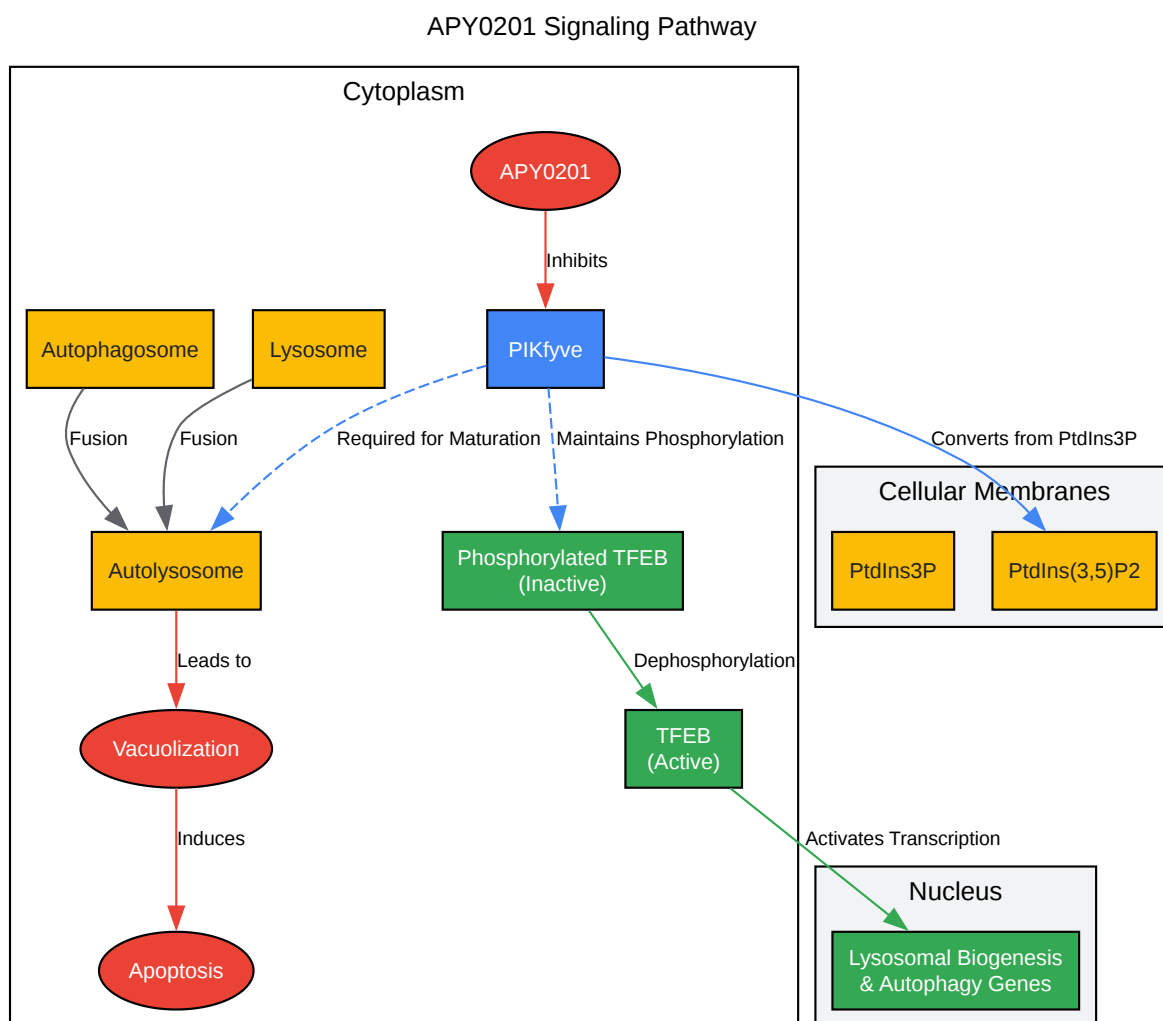 APY0201 Signaling Pathway
Cytoplasm
APY0201
Inhibits
Autophagosome
Lysosome
PIKfyve
Fusion
Fusion
Required for Maturation
Maintains Phosphorylation
Converts from PtdIns3P
Cellular Membranes
Autolysosome
Phosphorylated TFEB
(Inactive)
PtdIns3P
PtdIns(3,5)P2
Leads to
Dephosphorylation
Vacuolization
TFEB
(Active)
Induces
Activates Transcription
Nucleus
Apoptosis
Lysosomal Biogenesis
& Autophagy Genes